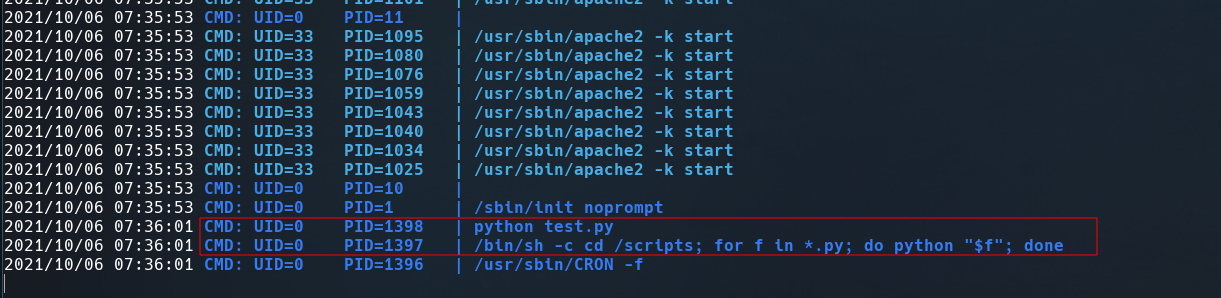 2021/10/06 07:35:53 CMD: UID=33 PID=1101 | /usr/sbin/apache2 -k start
2021/10/06 07:35:53 CMD: UID=0 PID=11 |
2021/10/06 07:35:53 CMD: UID=33 PID=1095 | /usr/sbin/apache2 -k start
2021/10/06 07:35:53 CMD: UID=33 PID=1080 | /usr/sbin/apache2 -k start
2021/10/06 07:35:53 CMD: UID=33 PID=1076 | /usr/sbin/apache2 -k start
2021/10/06 07:35:53 CMD: UID=33 PID=1059 | /usr/sbin/apache2 -k start
2021/10/06 07:35:53 CMD: UID=33 PID=1043 | /usr/sbin/apache2 -k start
2021/10/06 07:35:53 CMD: UID=33 PID=1040 | /usr/sbin/apache2 -k start
2021/10/06 07:35:53 CMD: UID=33 PID=1034 | /usr/sbin/apache2 -k start
2021/10/06 07:35:53 CMD: UID=33 PID=1025 | /usr/sbin/apache2 -k start
2021/10/06 07:35:53 CMD: UID=0 PID=10 |
2021/10/06 07:35:53 CMD: UID=0 PID=1 | /sbin/init noprompt
2021/10/06 07:36:01 CMD: UID=0 PID=1398 | python test.py
2021/10/06 07:36:01 CMD: UID=0 PID=1397 | /bin/sh -c cd /scripts; for f in *.py; do python "$f"; done
2021/10/06 07:36:01 CMD: UID=0 PID=1396 | /usr/sbin/CRON -f